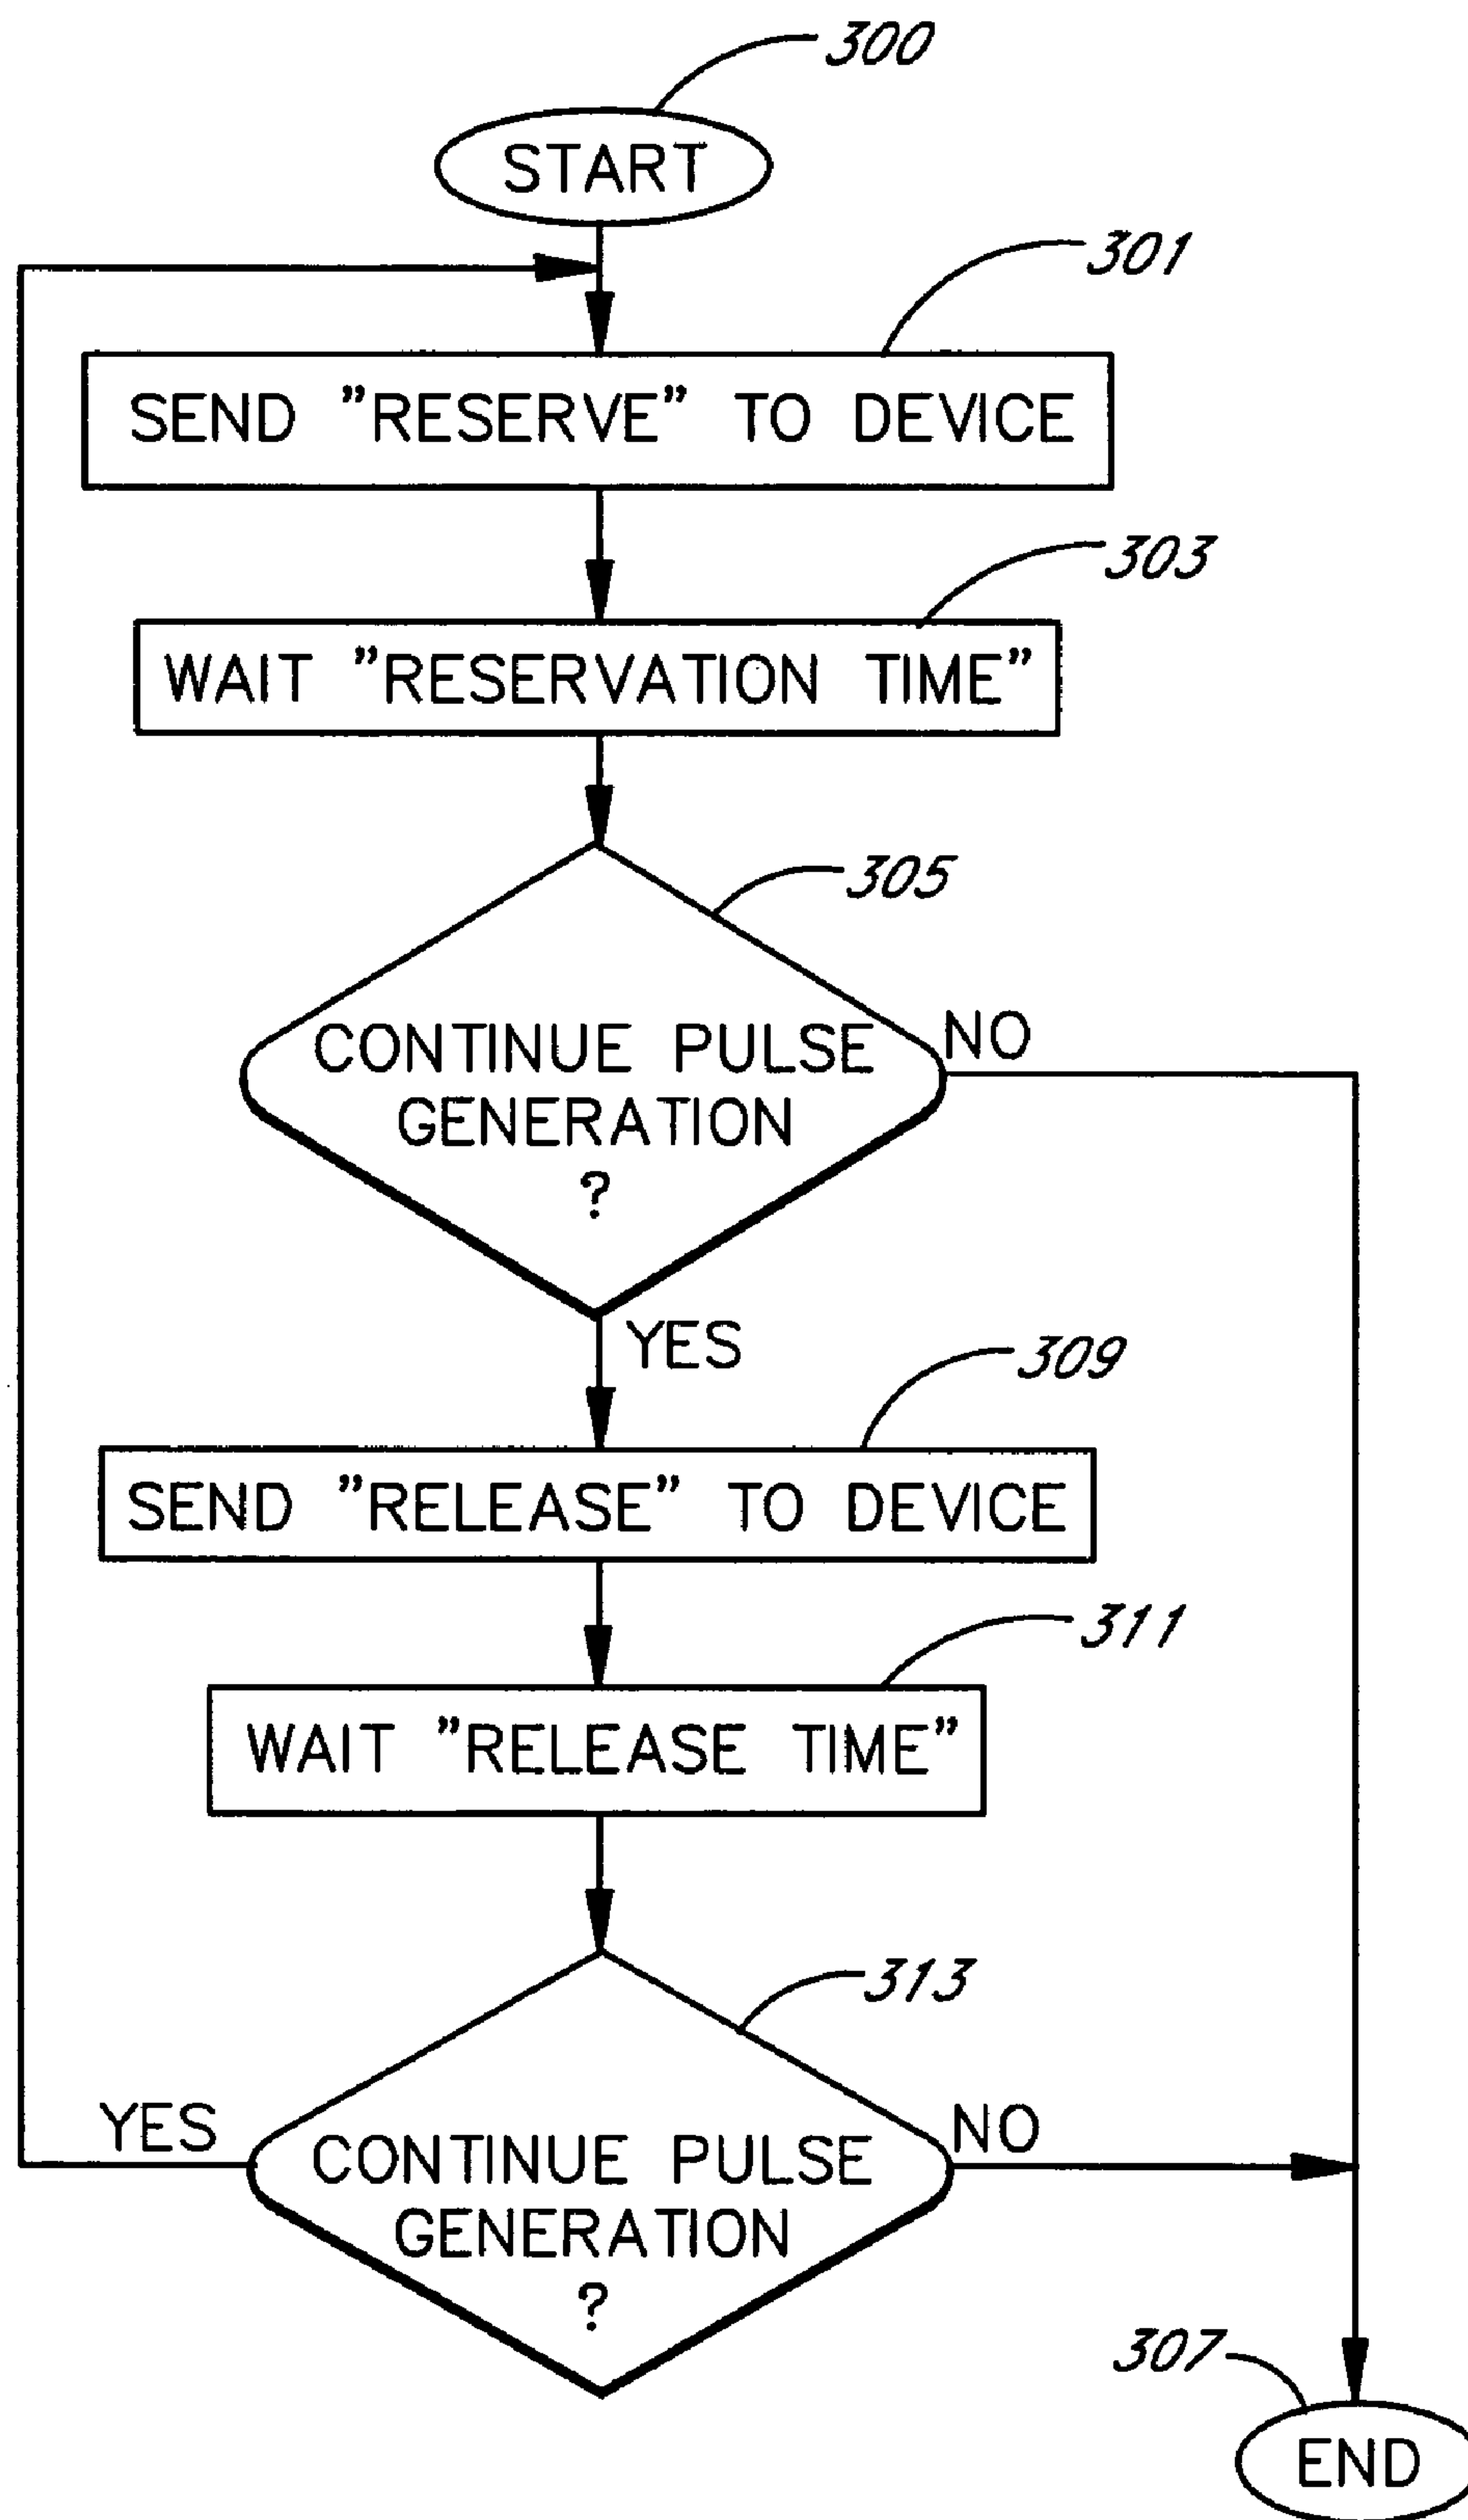 300
START
301
SEND "RESERVE" TO DEVICE
303
WAIT "RESERVATION TIME"
305
CONTINUE PULSE
GENERATION
?
NO
YES
309
SEND "RELEASE" TO DEVICE
311
WAIT "RELEASE TIME"
313
YES
CONTINUE PULSE
GENERATION
?
NO
307
END